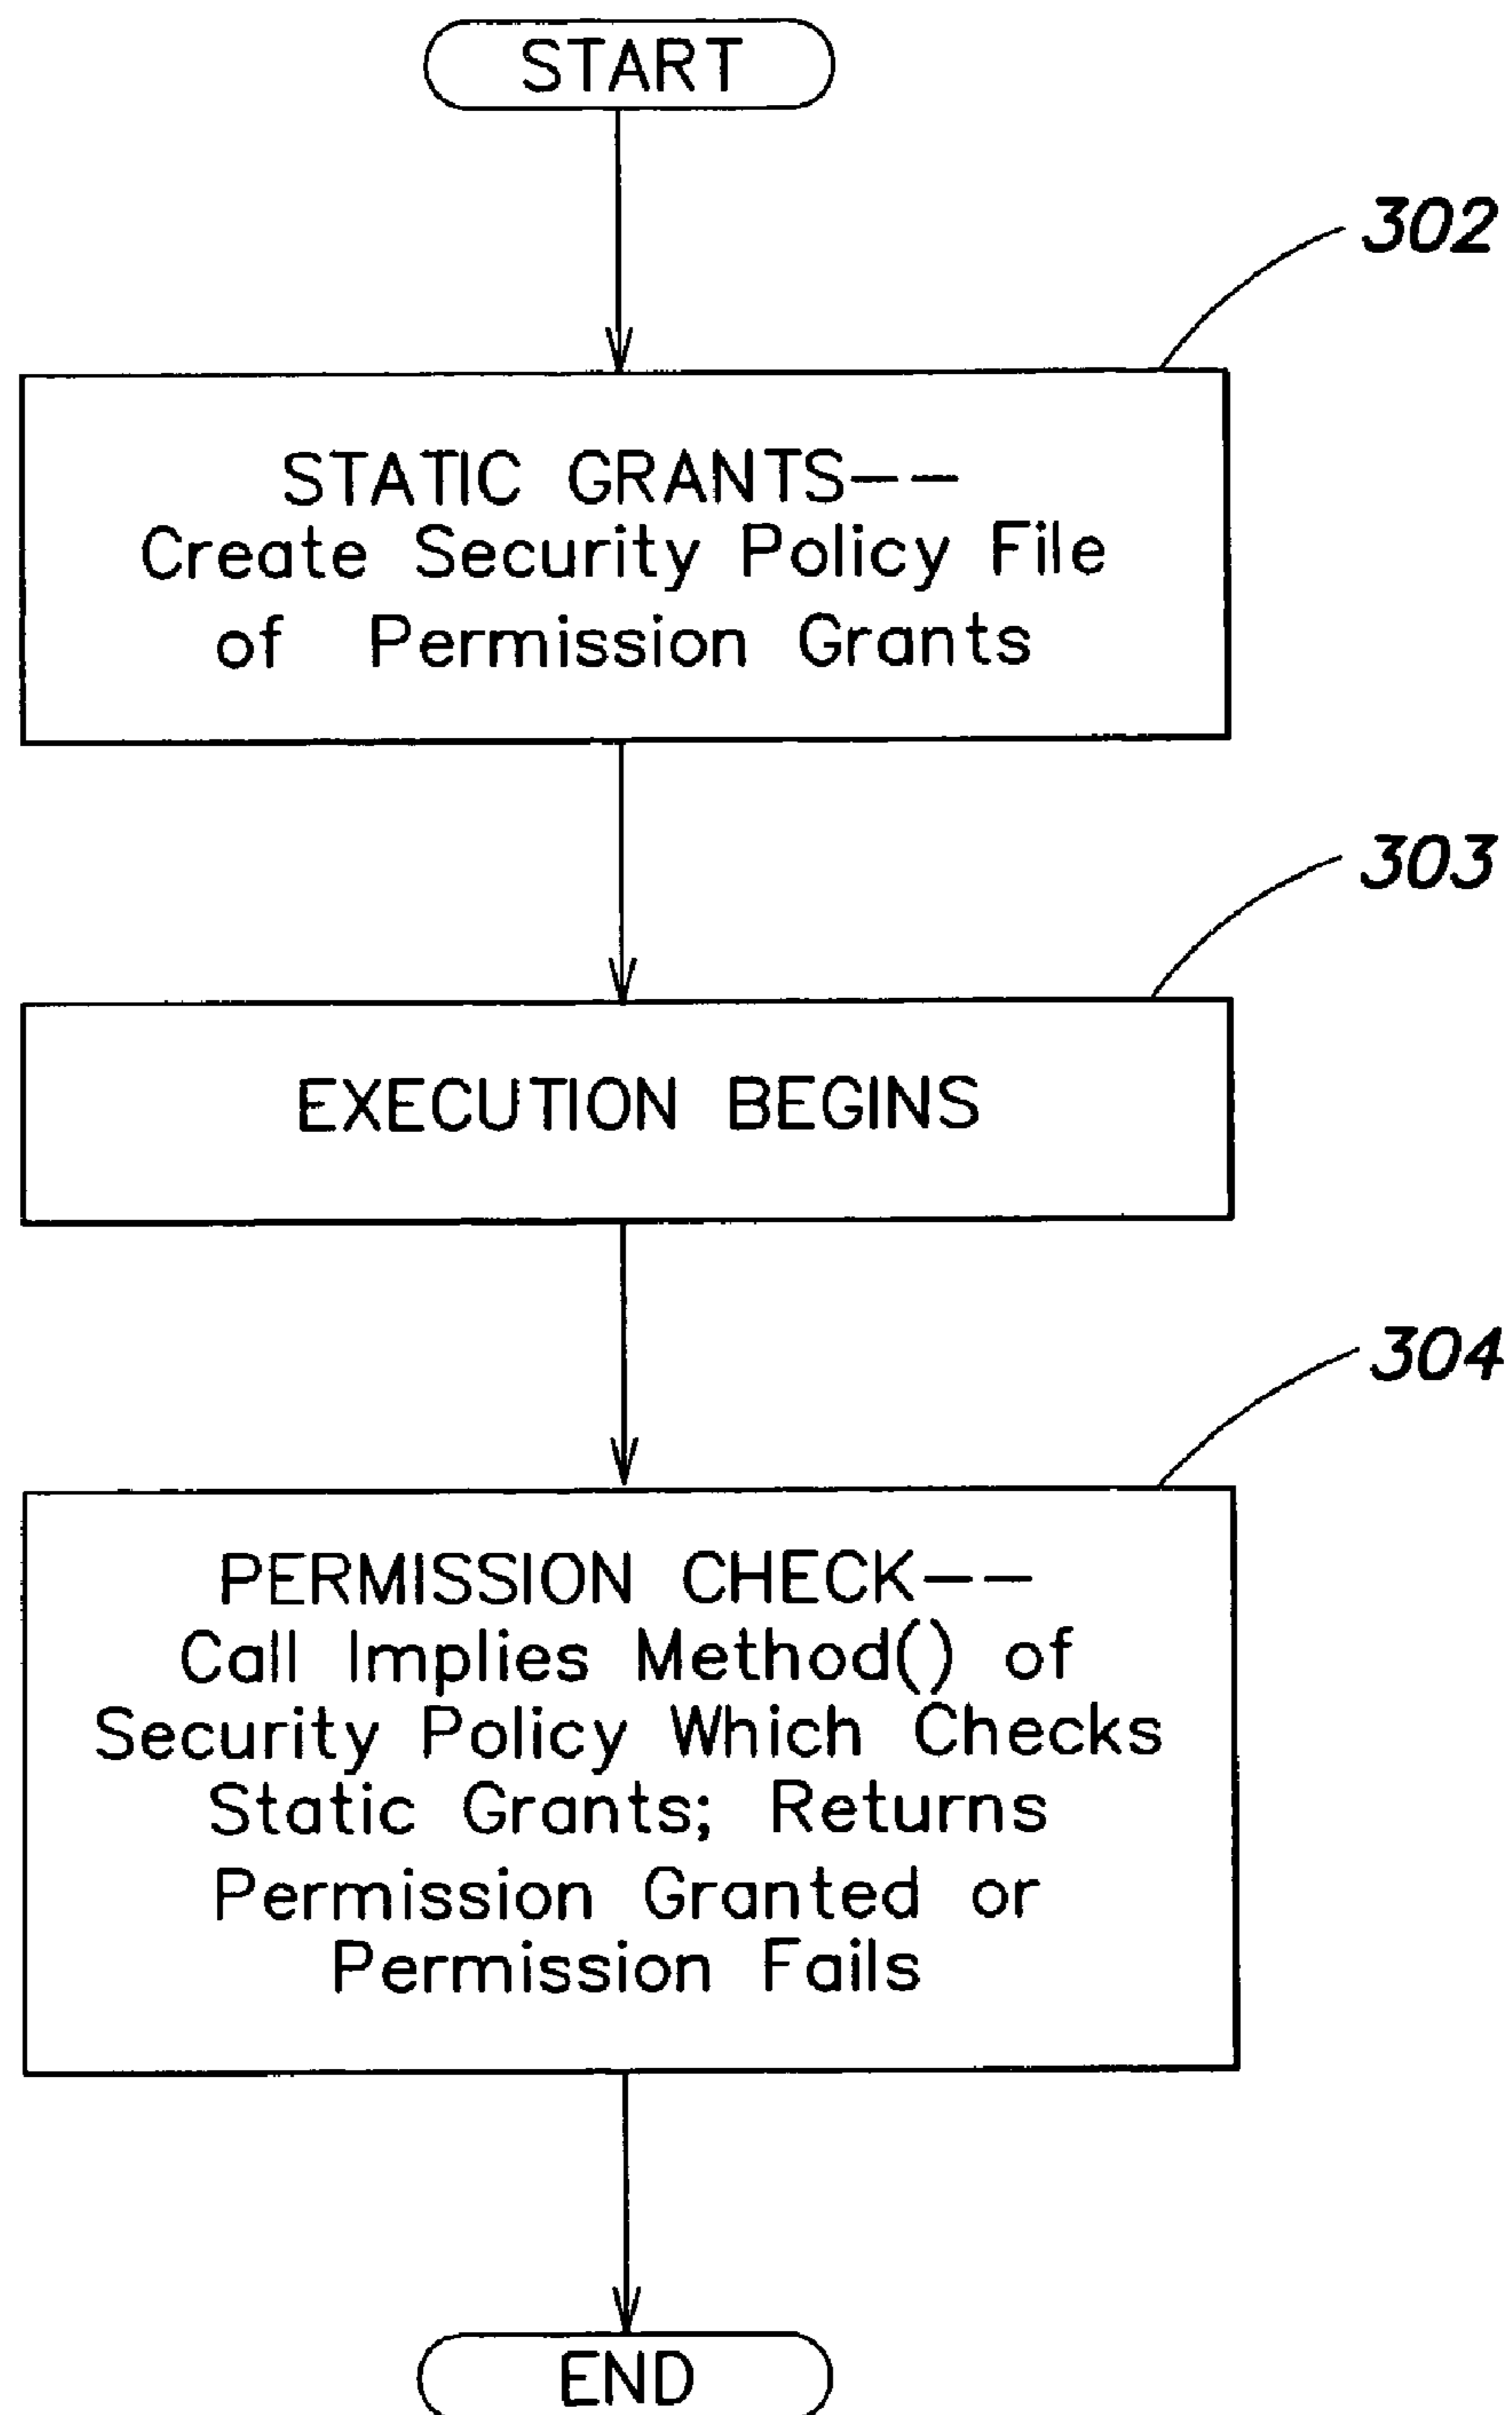 START
302
STATIC GRANTS--
Create Security Policy File
of Permission Grants
303
EXECUTION BEGINS
304
PERMISSION CHECK--
Call Implies Method() of
Security Policy Which Checks
Static Grants; Returns
Permission Granted or
Permission Fails
END